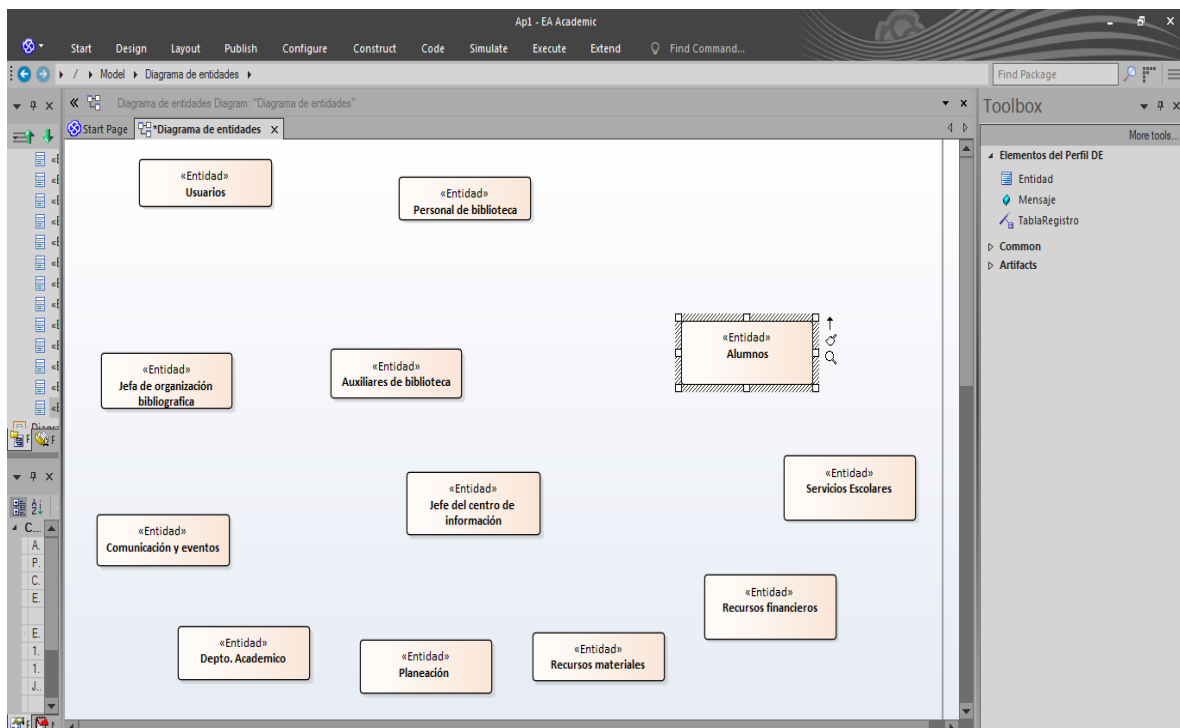 Ap1 - EA Academic
Start Design Layout Publish Configure Construct Code Simulate Execute Extend Find Command...
/ Model Diagrama de entidades
Find Package
Diagrama de entidades Diagram: "Diagrama de entidades"
Start Page *Diagrama de entidades X
Toolbox
More tools...
Elementos del Perfil DE
Entidad
Mensaje
TablaRegistro
Common
Artifacts
«Entidad»
Usuarios
«Entidad»
Personal de biblioteca
«Entidad»
Alumnos
«Entidad»
Jefa de organización
bibliografica
«Entidad»
Auxiliares de biblioteca
«Entidad»
Servicios Escolares
«Entidad»
Jefe del centro de
información
«Entidad»
Comunicación y eventos
«Entidad»
Recursos financieros
«Entidad»
Depto. Academico
«Entidad»
Planeación
«Entidad»
Recursos materiales
C...
A.
P.
C.
E.
E.
1.
1.
J..